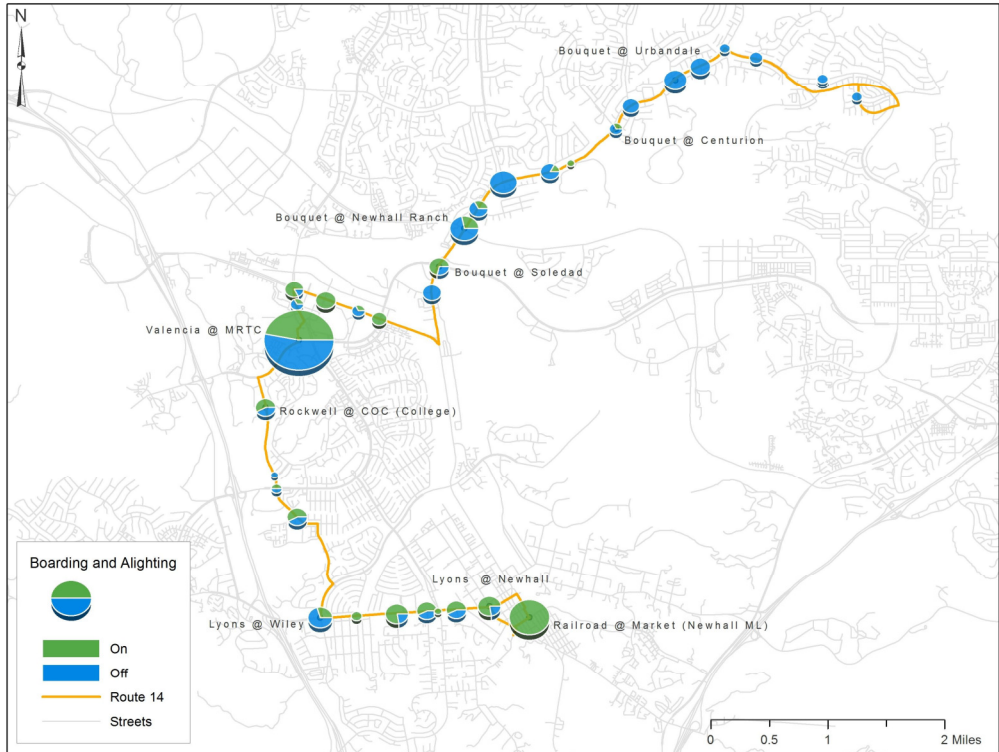 N
Bouquet @ Urbandale
Bouquet @ Centurion
Bouquet @ Newhall Ranch
Bouquet @ Soledad
Valencia @ MRTC
Rockwell @ COC (College)
Lyons @ Newhall
Lyons @ Wiley
Railroad @ Market (Newhall ML)
Boarding and Alighting
On
Off
Route 14
Streets
0 0.5 1 2 Miles